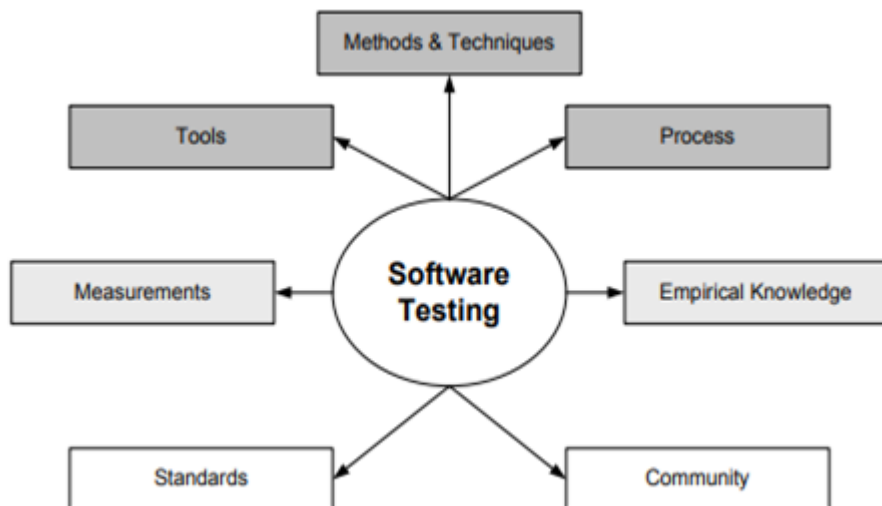 Methods & Techniques
Tools
Process
Software
Testing
Measurements
Empirical Knowledge
Standards
Community